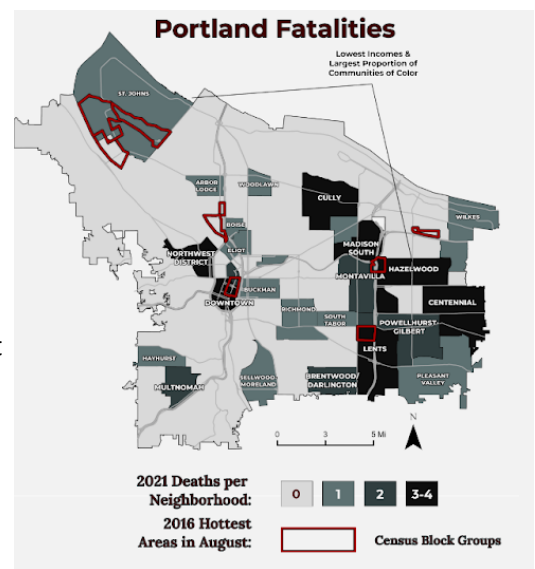 Portland Fatalities
Lowest Incomes &
Largest Proportion of
Communities of Color
ST. JOHNS
ARBOR
LODGE
WOODLAWN
CULLY
WILKES
BOISE
ELIOT
MADISON
SOUTH
NORTHWEST
DISTRICT
MONTAVILLA
HAZELWOOD
BUCKMAN
DOWNTOWN
CENTENNIAL
RICHMOND
SOUTH
TABOR
POWELLHURST
GILBERT
LENTS
HAYHURST
MULTNOMAH
SELLWOOD
MORELAND
BRENTWOOD/
DARLINGTON
PLEASANT
VALLEY
N
0 3 5 Mi
2021 Deaths per
Neighborhood:
0 1 2 3-4
2016 Hottest
Areas in August:
Census Block Groups